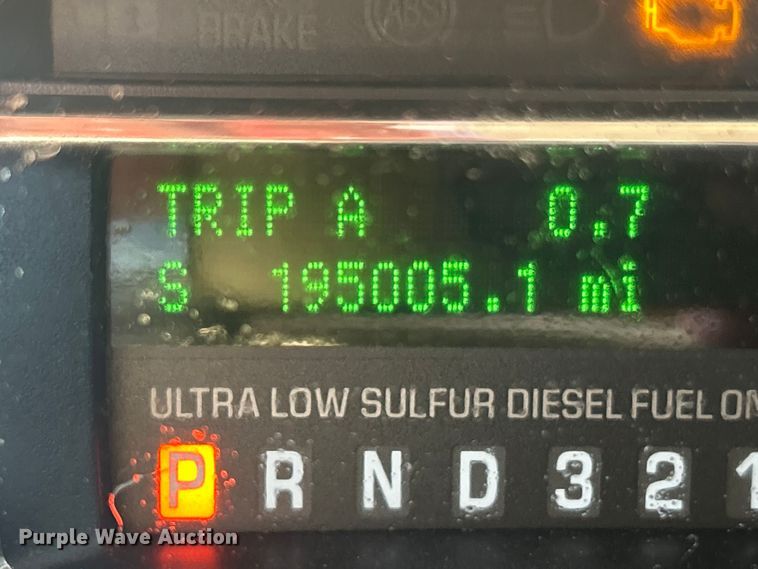 BRAKE
ABS
TRIP A 0.7
S 195005.1 mi
ULTRA LOW SULFUR DIESEL FUEL ON
P R N D 3 2 1
Purple Wave Auction